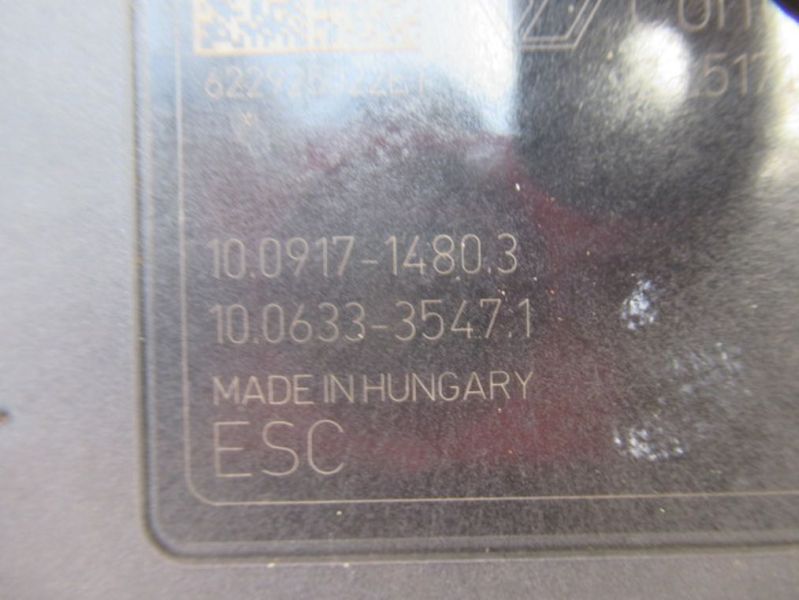 10.0917-1480.3
10.0633-3547.1
MADE IN HUNGARY
ESC